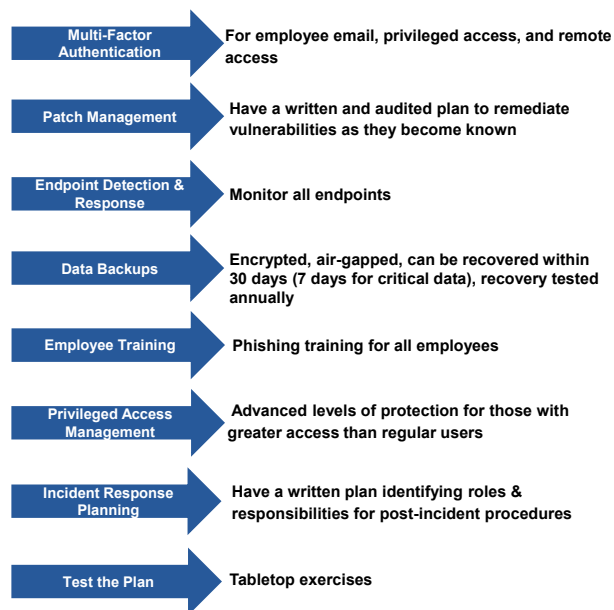 Multi-Factor
Authentication
For employee email, privileged access, and remote
access
Patch Management
Have a written and audited plan to remediate
vulnerabilities as they become known
Endpoint Detection &
Response
Monitor all endpoints
Data Backups
Encrypted, air-gapped, can be recovered within
30 days (7 days for critical data), recovery tested
annually
Employee Training
Phishing training for all employees
Privileged Access
Management
Advanced levels of protection for those with
greater access than regular users
Incident Response
Planning
Have a written plan identifying roles &
responsibilities for post-incident procedures
Test the Plan
Tabletop exercises